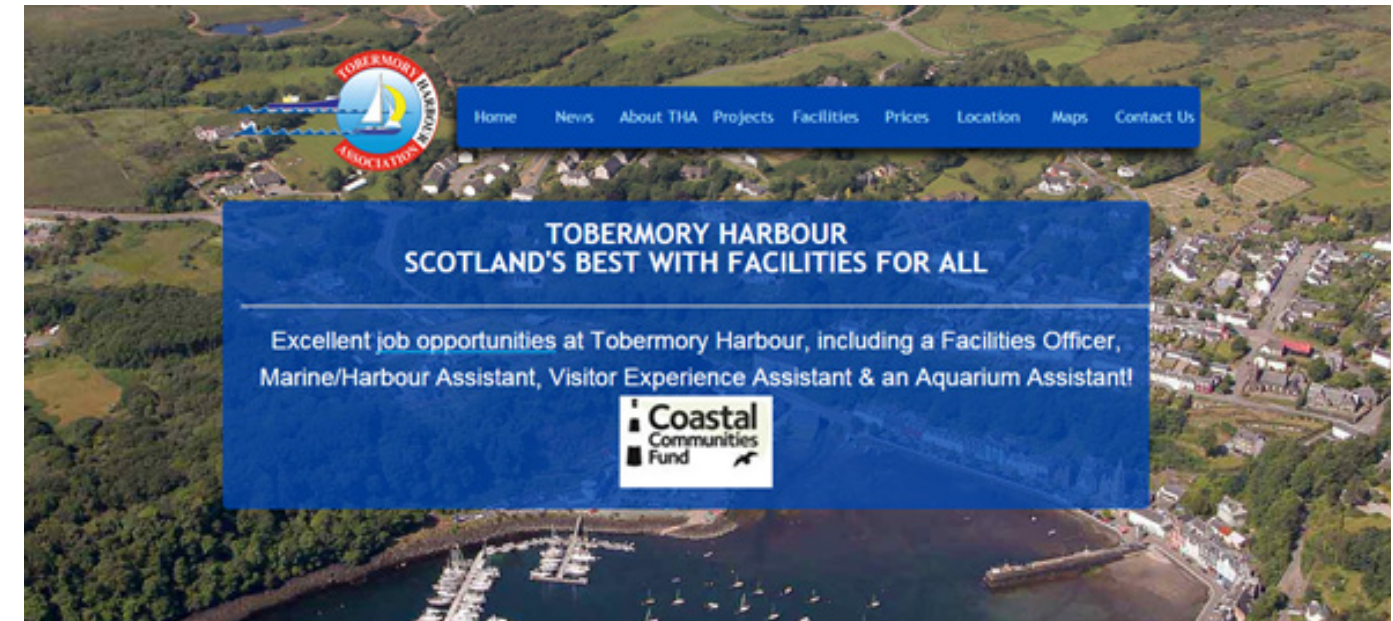 TOBERMORY
HARBOUR
ASSOCIATION
Home News About THA Projects Facilities Prices Location Maps Contact Us
TOBERMORY HARBOUR
SCOTLAND'S BEST WITH FACILITIES FOR ALL
Excellent job opportunities at Tobermory Harbour, including a Facilities Officer,
Marine/Harbour Assistant, Visitor Experience Assistant & an Aquarium Assistant!
Coastal
Communities
Fund